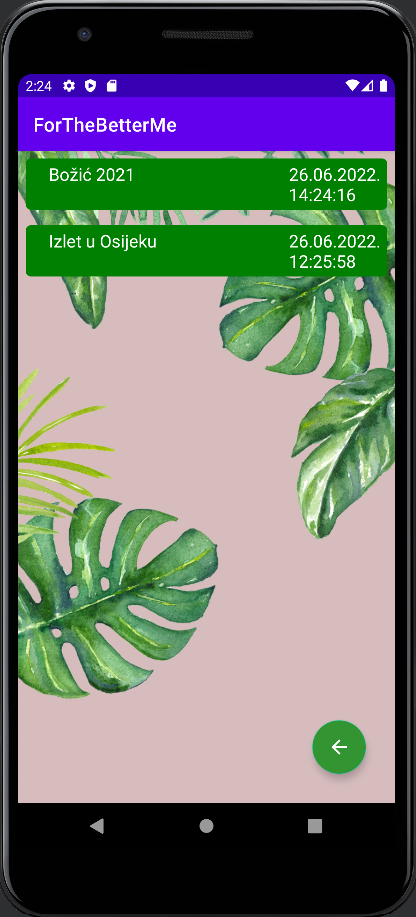 2:24
ForTheBetterMe
Božić 2021
26.06.2022.
14:24:16
Izlet u Osijeku
26.06.2022.
12:25:58